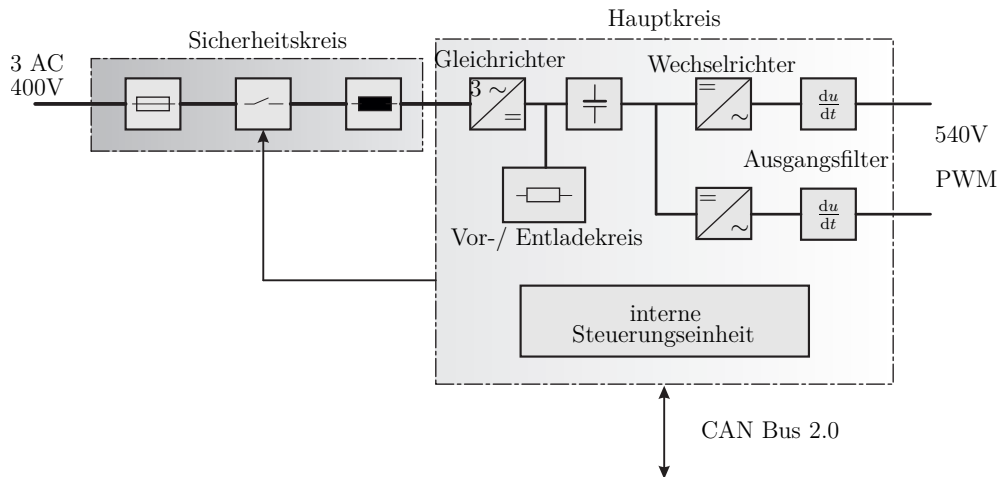 Hauptkreis
Sicherheitskreis
3 AC
400V
Gleichrichter
3 ~
=
Wechselrichter
=
~
du
dt
540V
PWM
Ausgangsfilter
=
~
du
dt
Vor-/ Entladekreis
interne
Steuerungseinheit
CAN Bus 2.0